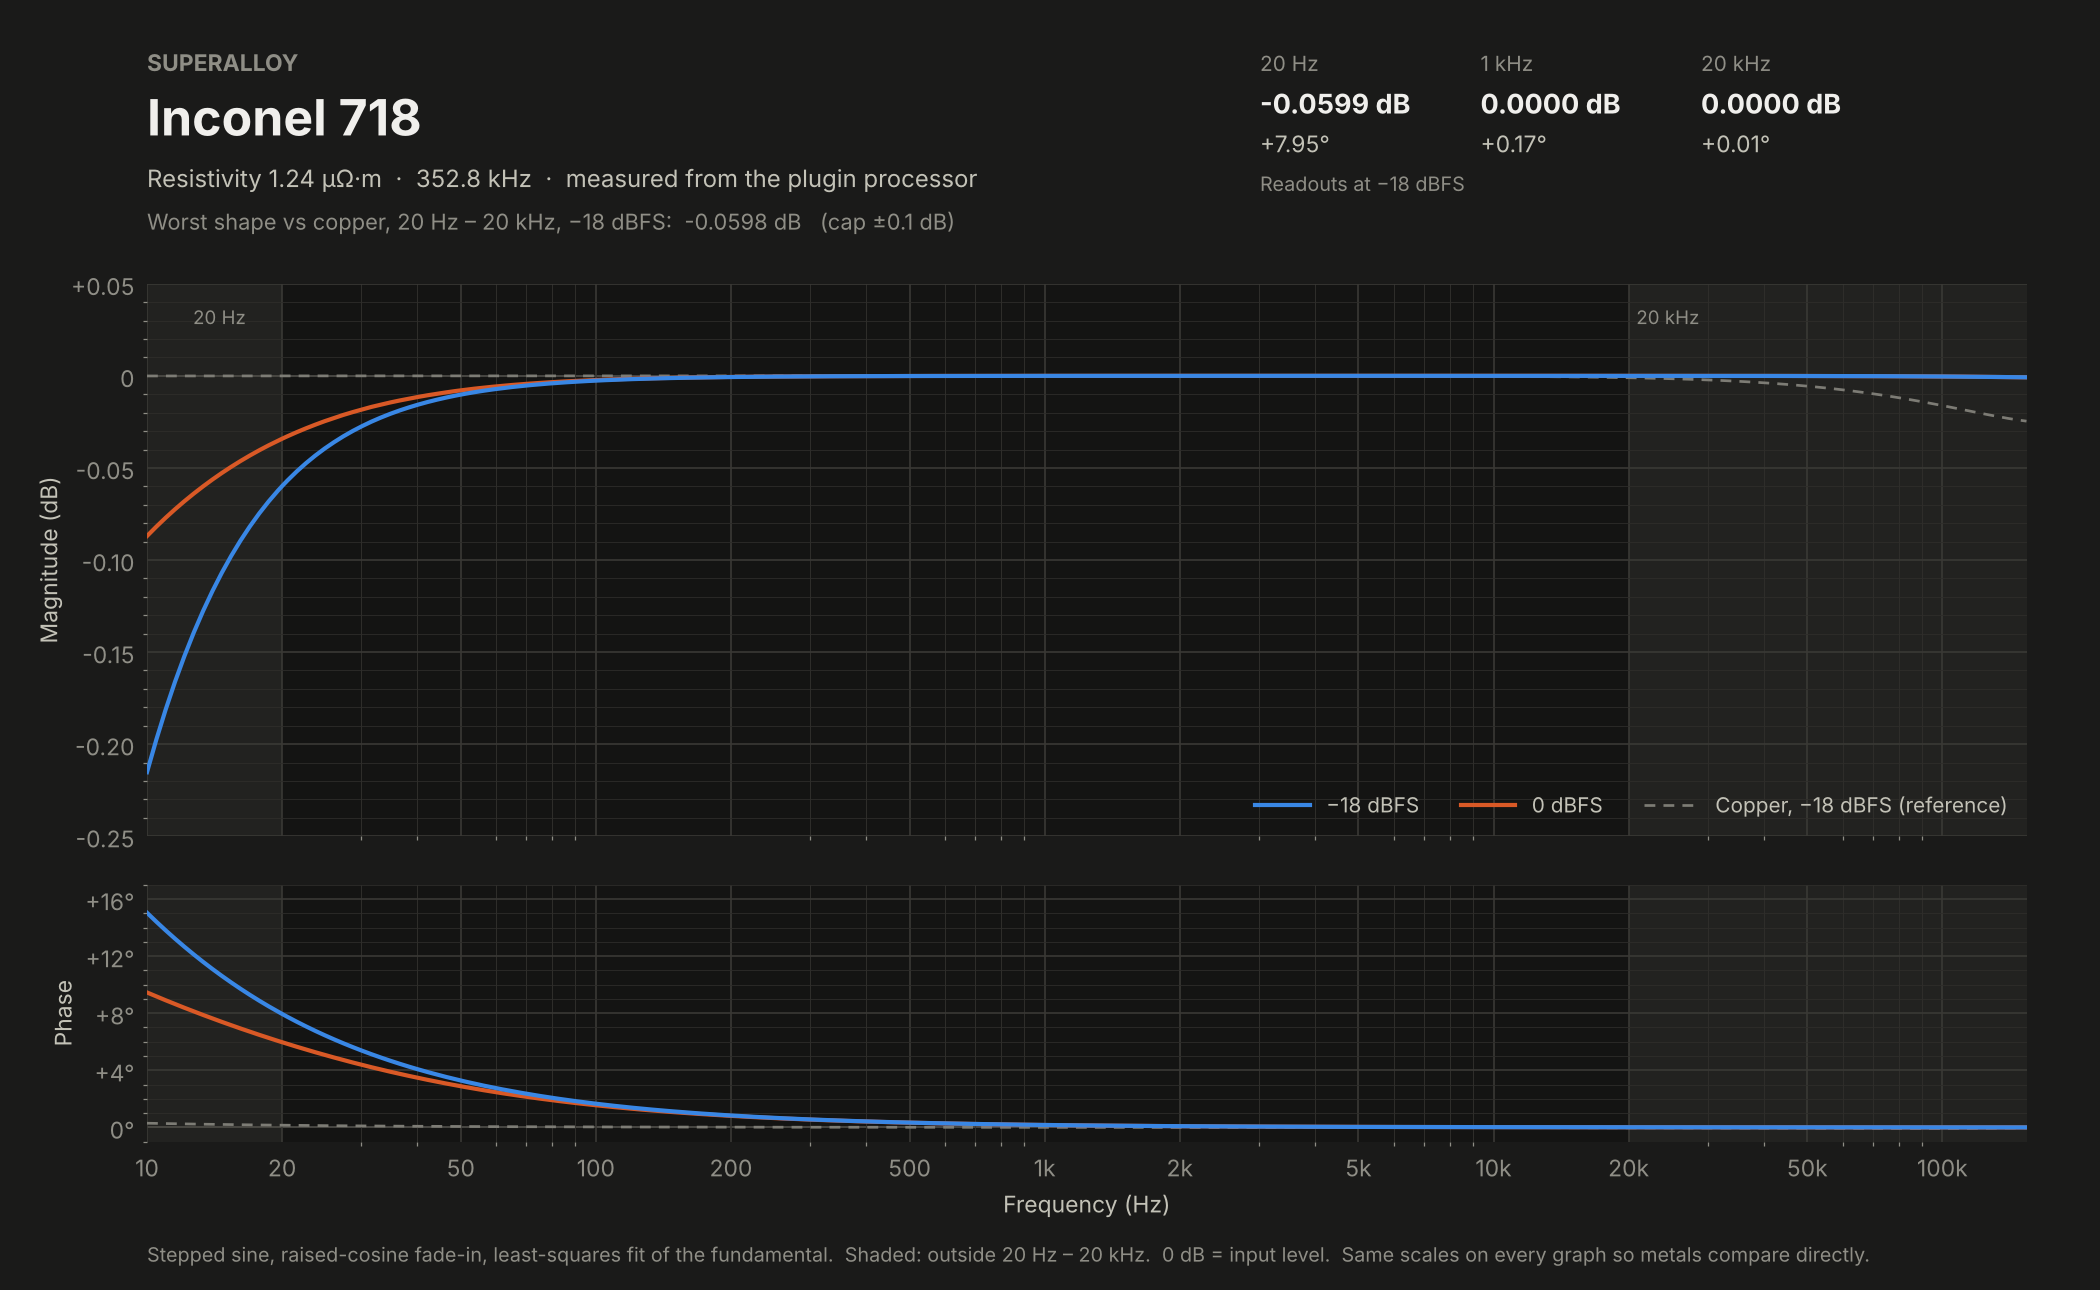 SUPERALLOY
Inconel 718
Resistivity 1.24 µΩ·m · 352.8 kHz · measured from the plugin processor
Worst shape vs copper, 20 Hz – 20 kHz, −18 dBFS: -0.0598 dB (cap ±0.1 dB)
20 Hz 1 kHz 20 kHz
-0.0599 dB 0.0000 dB 0.0000 dB
+7.95° +0.17° +0.01°
Readouts at −18 dBFS
Magnitude (dB)
+0.05
0
-0.05
-0.10
-0.15
-0.20
-0.25
20 Hz
20 kHz
−18 dBFS 0 dBFS Copper, −18 dBFS (reference)
Phase
+16°
+12°
+8°
+4°
0°
10 20 50 100 200 500 1k 2k 5k 10k 20k 50k 100k
Frequency (Hz)
Stepped sine, raised-cosine fade-in, least-squares fit of the fundamental. Shaded: outside 20 Hz – 20 kHz. 0 dB = input level. Same scales on every graph so metals compare directly.